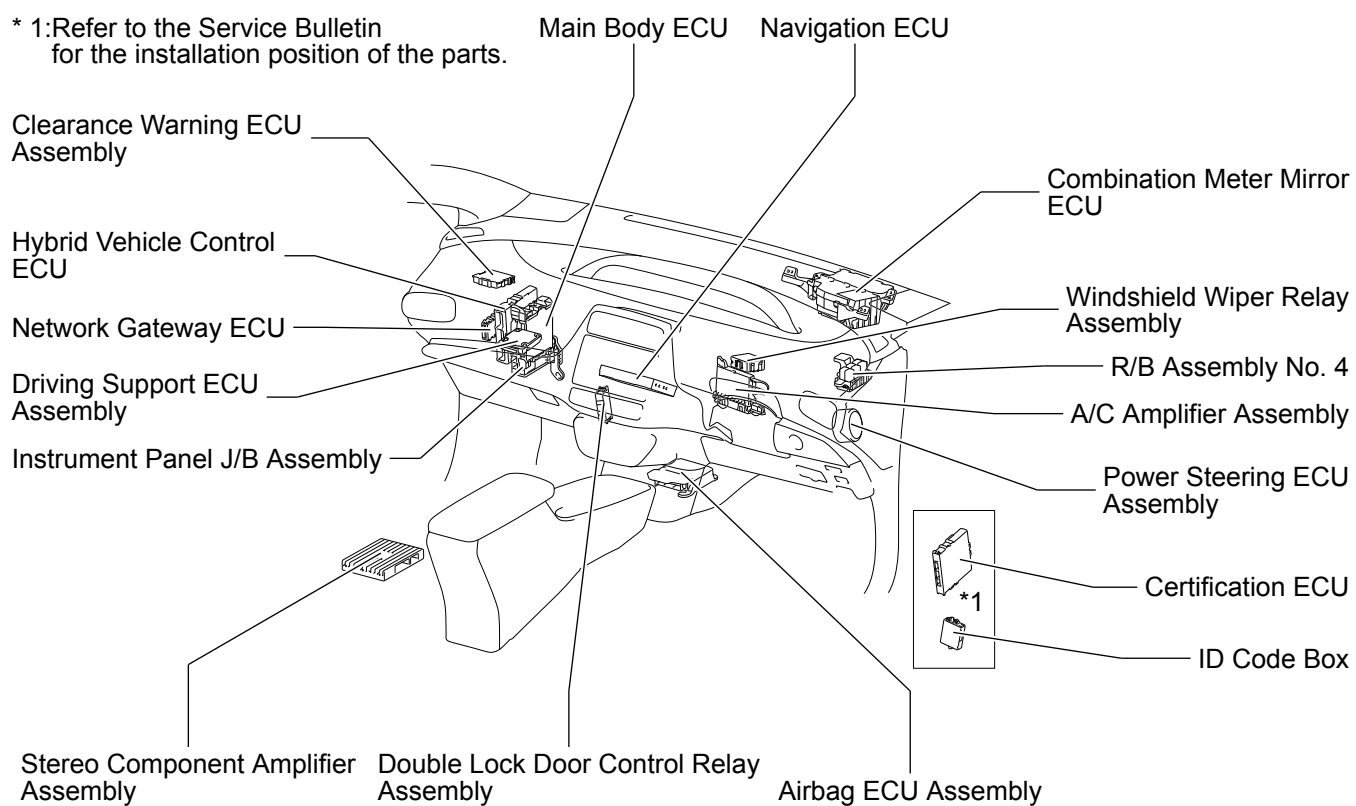 * 1:Refer to the Service Bulletin
for the installation position of the parts.
Main Body ECU
Navigation ECU
Clearance Warning ECU
Assembly
Combination Meter Mirror
ECU
Hybrid Vehicle Control
ECU
Windshield Wiper Relay
Assembly
Network Gateway ECU
R/B Assembly No. 4
Driving Support ECU
Assembly
A/C Amplifier Assembly
Instrument Panel J/B Assembly
Power Steering ECU
Assembly
Certification ECU
*1
ID Code Box
Stereo Component Amplifier
Assembly
Double Lock Door Control Relay
Assembly
Airbag ECU Assembly